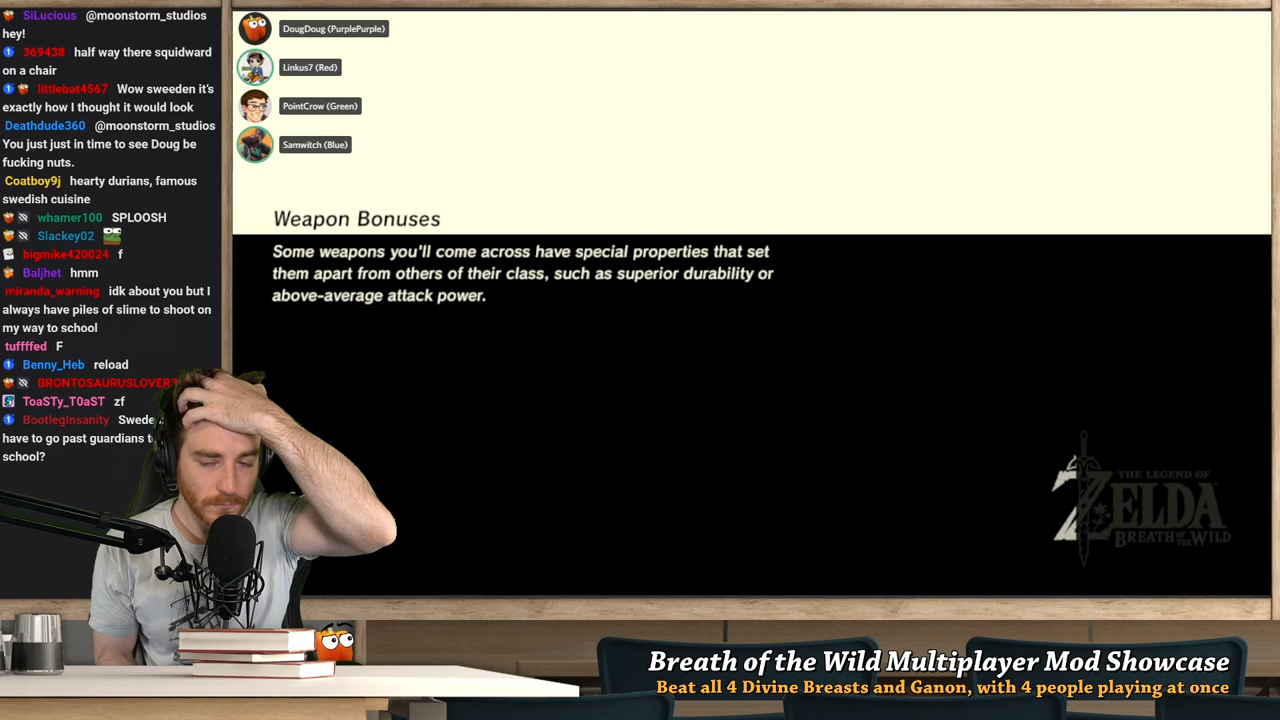 SiLucious @moonstorm_studios
hey!
369438 half way there squidward
on a chair
littlebat4567 Wow sweeden it's
exactly how I thought it would look
Deathdude360 @moonstorm_studios
You just just in time to see Doug be
fucking nuts.
Coatboy9j hearty durians, famous
swedish cuisine
whamer100 SPLOOSH
Slackey02
bigmike420024 f
Baljhet hmm
miranda_warning idk about you but I
always have piles of slime to shoot on
my way to school
tuffffed F
Benny_Heb reload
BRONTOSAURUSLOVER
ToaSTy_T0aST zf
BootlegInsanity Swede
have to go past guardians
school?
DougDoug (PurplePurple)
Linkus7 (Red)
PointCrow (Green)
Samwitch (Blue)
Weapon Bonuses
Some weapons you'll come across have special properties that set
them apart from others of their class, such as superior durability or
above-average attack power.
THE LEGEND OF
ZELDA
BREATH OF THE WILD
Breath of the Wild Multiplayer Mod Showcase
Beat all 4 Divine Breasts and Ganon, with 4 people playing at once